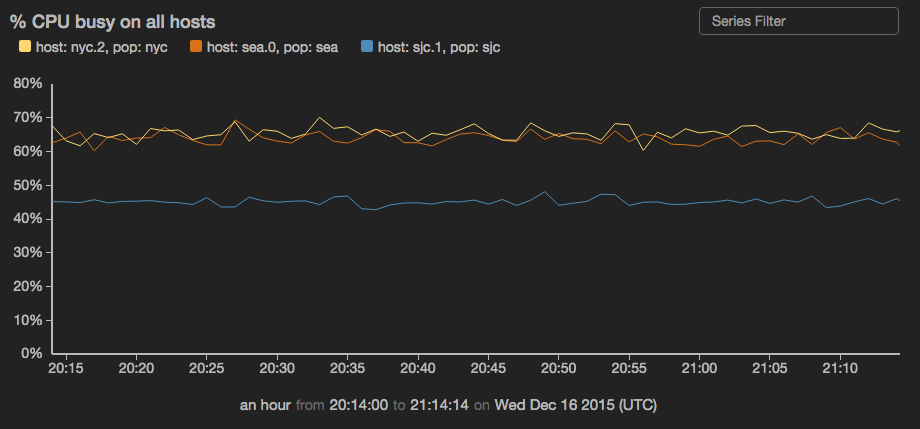 % CPU busy on all hosts
Series Filter
host: nyc.2, pop: nyc host: sea.0, pop: sea host: sjc.1, pop: sjc
80%
70%
60%
50%
40%
30%
20%
10%
0%
20:15 20:20 20:25 20:30 20:35 20:40 20:45 20:50 20:55 21:00 21:05 21:10
an hour from 20:14:00 to 21:14:14 on Wed Dec 16 2015 (UTC)